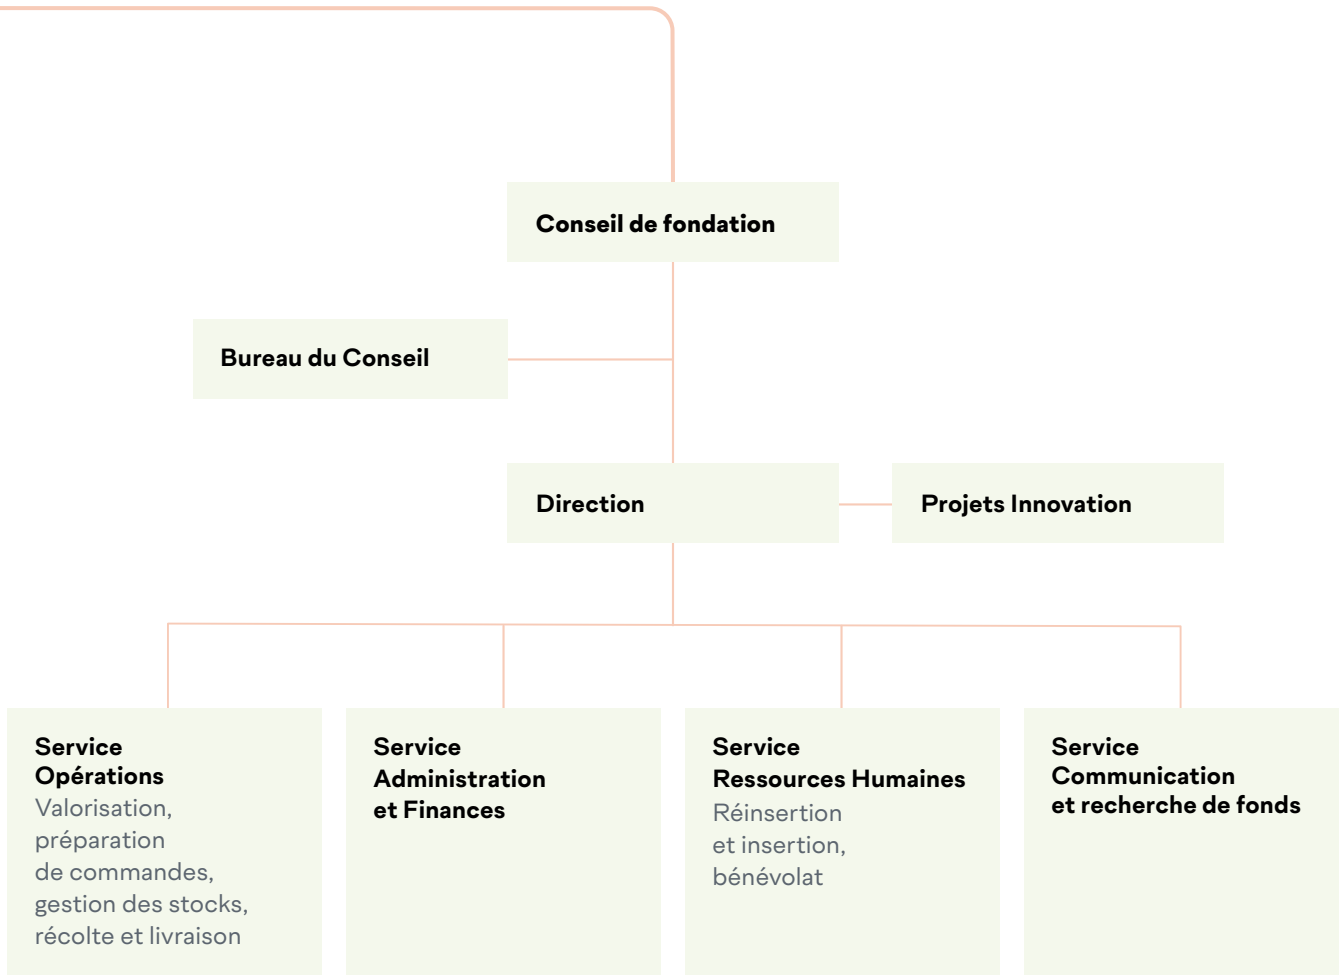 Conseil de fondation
Bureau du Conseil
Direction
Projets Innovation
Service
Opérations
Valorisation,
préparation
de commandes,
gestion des stocks,
récolte et livraison
Service
Administration
et Finances
Service
Ressources Humaines
Réinsertion
et insertion,
bénévolat
Service
Communication
et recherche de fonds